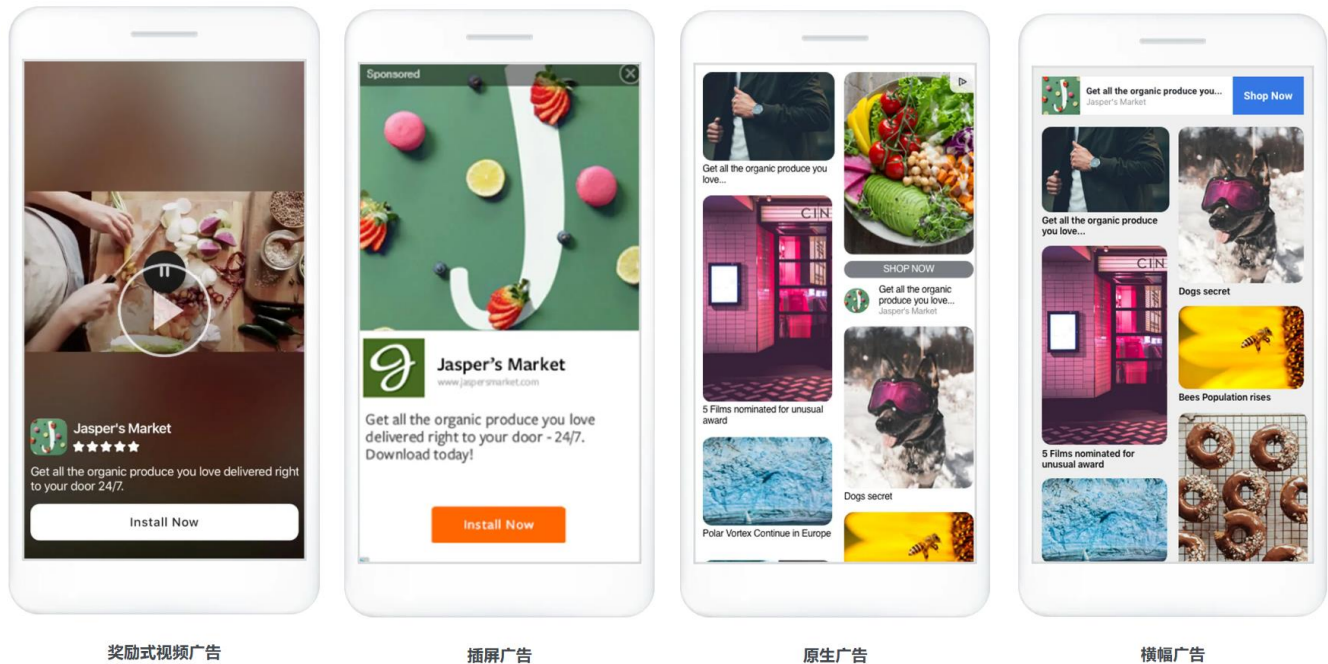 Jasper's Market
Get all the organic produce you love delivered right
to your door 24/7.
Install Now
奖励式视频广告
Sponsored
Jasper's Market
www.jaspersmarket.com
Get all the organic produce you love
delivered right to your door - 24/7.
Download today!
Install Now
插屏广告
Get all the organic produce you
love...
CIN
5 Films nominated for unusual
award
Polar Vortex Continue in Europe
SHOP NOW
Get all the organic
produce you love...
Jasper's Market
Dogs secret
原生广告
Get all the organic produce you...
Jasper's Market
Shop Now
Get all the organic produce
you love...
CIN
5 Films nominated for
unusual award
Dogs secret
Bees Population rises
横幅广告